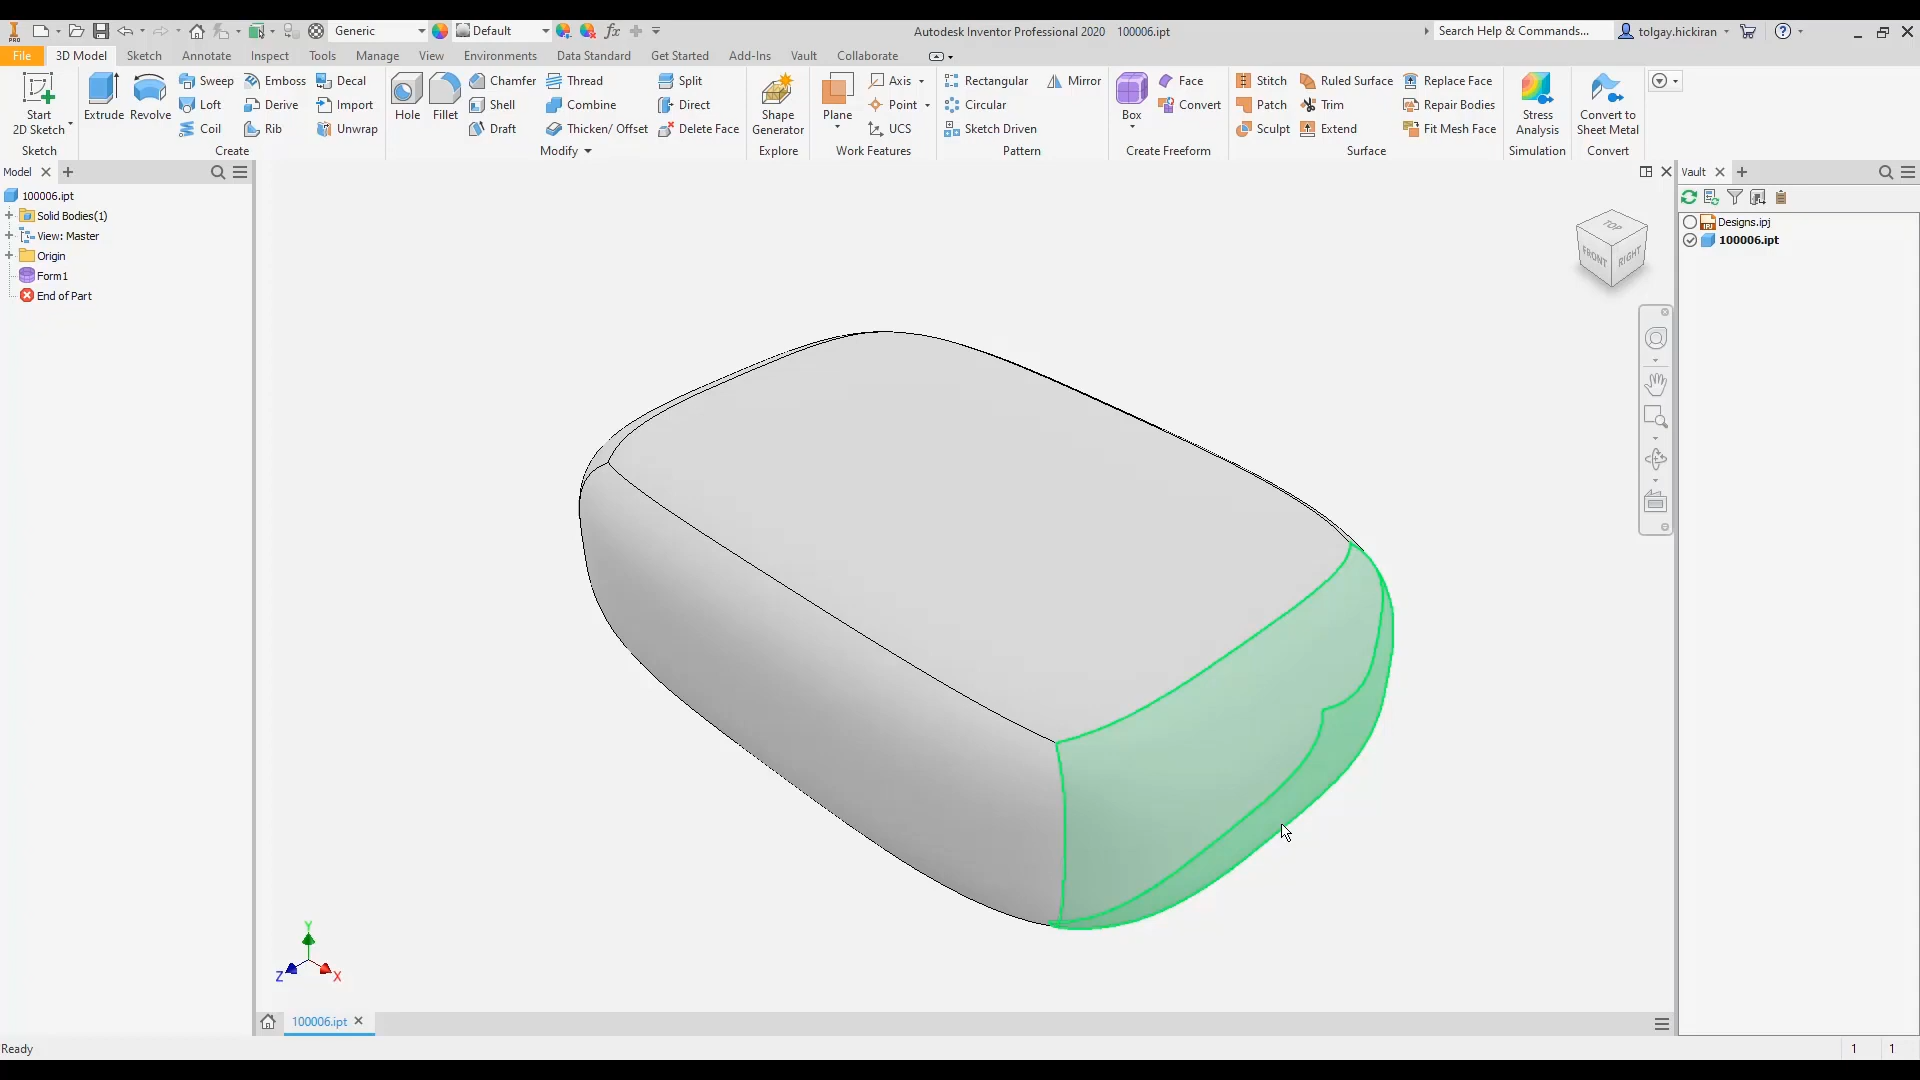 Generic
Default
fx
Autodesk Inventor Professional 2020 100006.ipt
Search Help & Commands...
tolgay.hickiran
File 3D Model Sketch Annotate Inspect Tools Manage View Environments Data Standard Get Started Add-Ins Vault Collaborate
Start
2D Sketch
Sketch
Extrude Revolve
Sweep Emboss Decal
Loft Derive Import
Coil Rib Unwrap
Create
Hole Fillet
Chamfer Thread Split
Shell Combine Direct
Draft Thicken/ Offset Delete Face
Modify
Shape
Generator
Explore
Plane
Axis
Point
UCS
Work Features
Rectangular Mirror
Circular
Sketch Driven
Pattern
Box
Face
Convert
Create Freeform
Stitch Ruled Surface Replace Face
Patch Trim Repair Bodies
Sculpt Extend Fit Mesh Face
Surface
Stress
Analysis
Simulation
Convert to
Sheet Metal
Convert
Model
100006.ipt
Solid Bodies(1)
View: Master
Origin
Form1
End of Part
Vault
Designs.ipj
100006.ipt
TOP
FRONT
RIGHT
Y
Z
X
100006.ipt
Ready
1 1